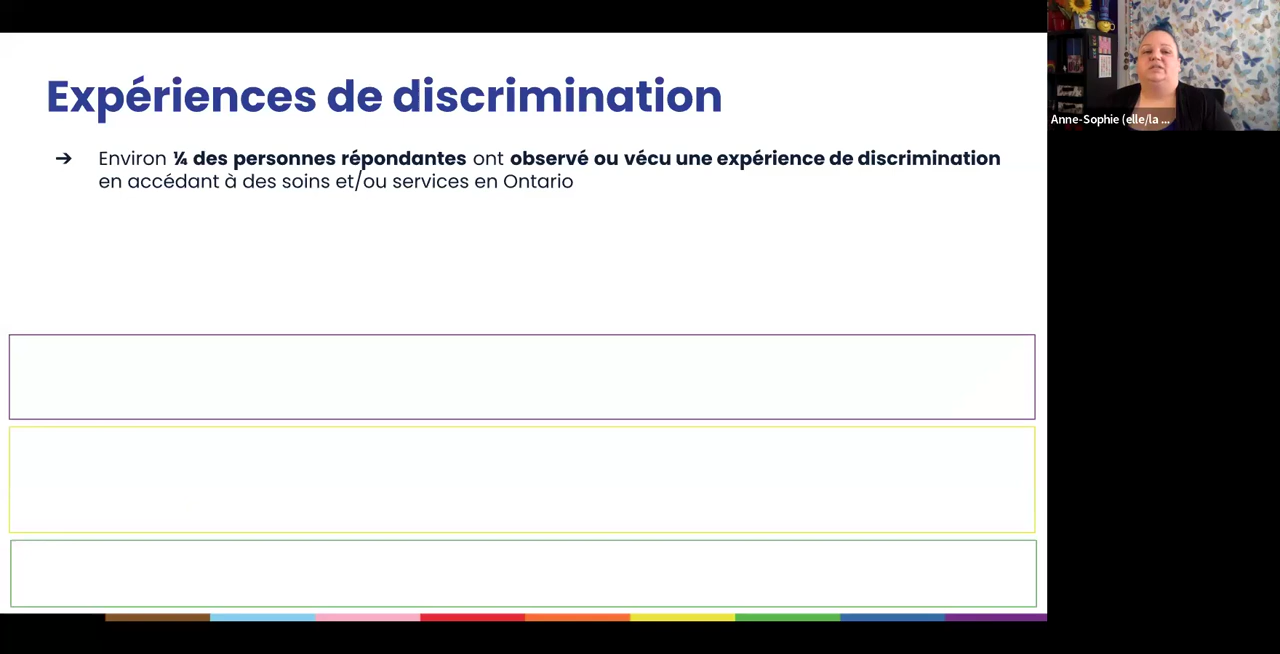 Expériences de discrimination
➔ Environ ¼ des personnes répondantes ont observé ou vécu une expérience de discrimination
en accédant à des soins et/ou services en Ontario
Anne-Sophie (elle/la ...